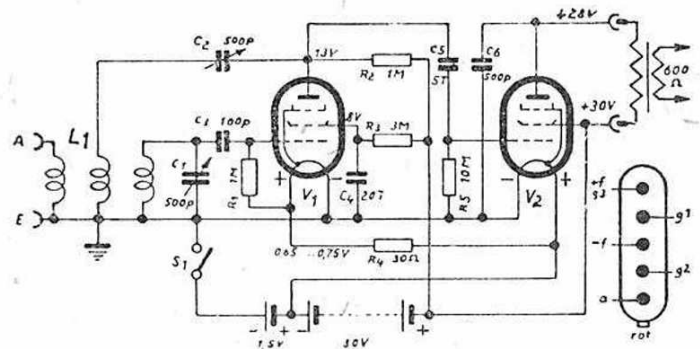 C2 500p
13V
R2 1M
C5
5T
C6
500p
+28V
600
Ω
+30V
A
L1
C3 100p
C1
500p
R1 1M
+
V1
-
8V
R3 3M
C4 20T
R5 10M
-
V2
+
E
S1
0,65 ...0,75V
R4 30Ω
-
+
1,5V
-
+
30V
+f
g3
g1
-f
g2
a
rot